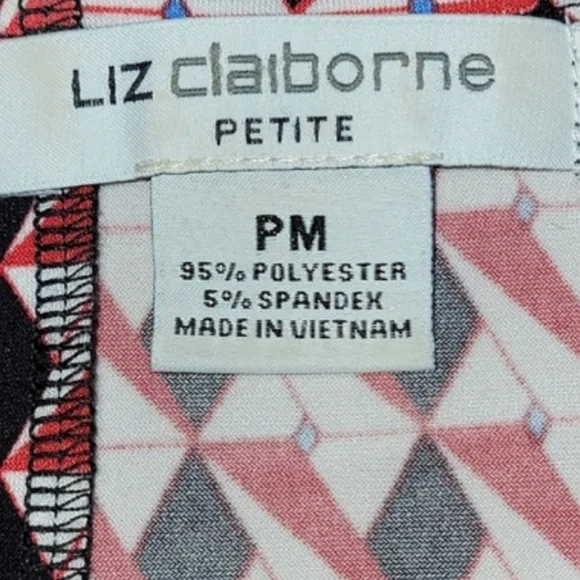 LIZ claiborne
PETITE
PM
95% POLYESTER
5% SPANDEX
MADE IN VIETNAM